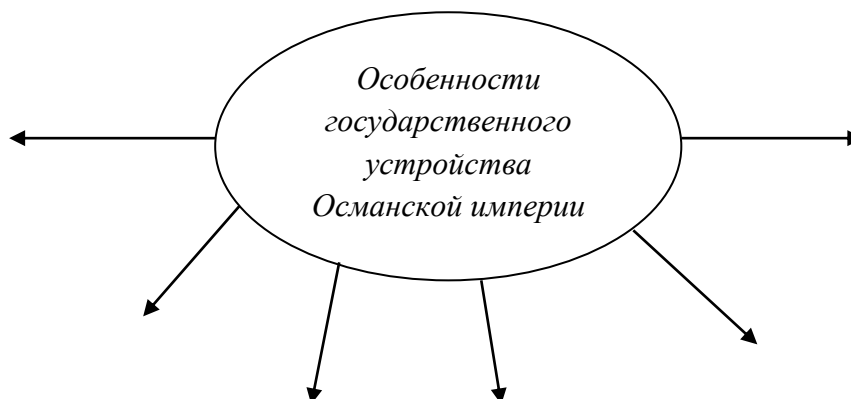 Особенности
государственного
устройства
Османской империи